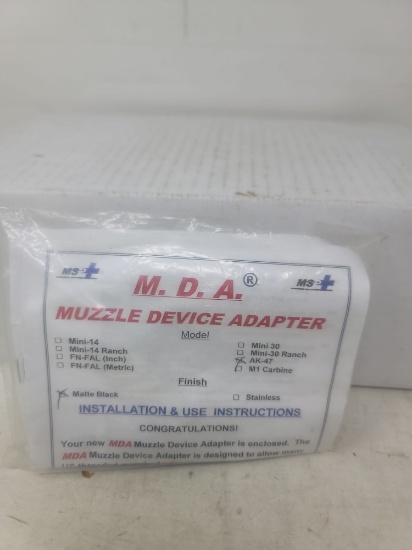 MS MS
M. D. A.®
MUZZLE DEVICE ADAPTER
Model
Mini-14 Mini 30
Mini-14 Ranch Mini-30 Ranch
FN-FAL (Inch) AK-47
FN-FAL (Metric) M1 Carbine
Finish
Matte Black Stainless
INSTALLATION & USE INSTRUCTIONS
CONGRATULATIONS!
Your new MDA Muzzle Device Adapter is enclosed. The
MDA Muzzle Device Adapter is designed to allow many
US threaded